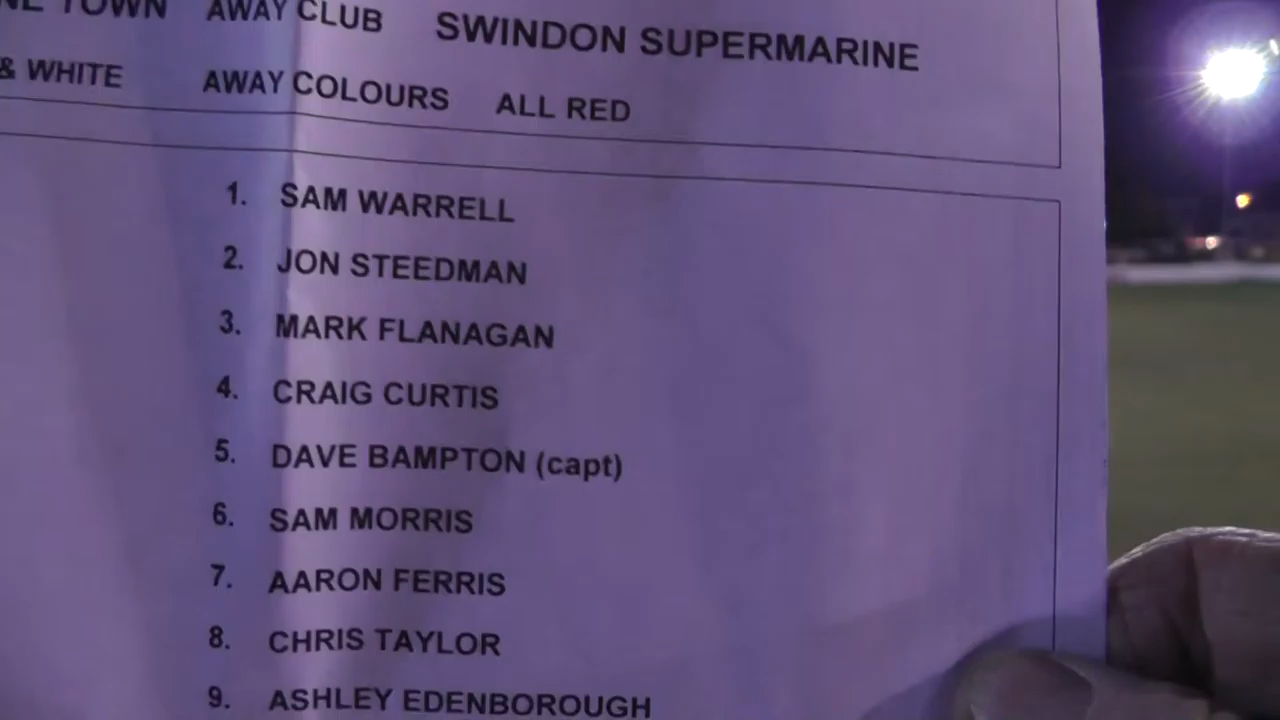 TOWN AWAY CLUB SWINDON SUPERMARINE
& WHITE AWAY COLOURS ALL RED
1. SAM WARRELL
2. JON STEEDMAN
3. MARK FLANAGAN
4. CRAIG CURTIS
5. DAVE BAMPTON (capt)
6. SAM MORRIS
7. AARON FERRIS
8. CHRIS TAYLOR
9. ASHLEY EDENBOROUGH